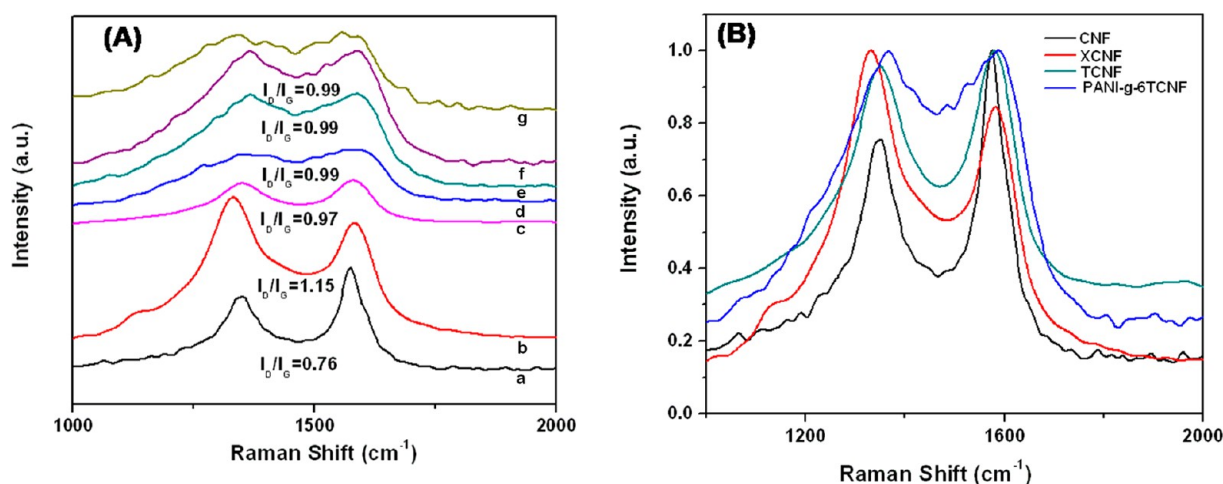 (A)
I_D/I_G=0.99
g
I_D/I_G=0.99
f
e
I_D/I_G=0.99
d
I_D/I_G=0.97
c
I_D/I_G=1.15
b
I_D/I_G=0.76
a
Intensity (a.u.)
1000
1500
2000
Raman Shift (cm⁻¹)
(B)
CNF
XCNF
TCNF
PANI-g-6TCNF
1.0
0.8
0.6
0.4
0.2
0.0
Intensity (a.u.)
1200
1600
2000
Raman Shift (cm⁻¹)